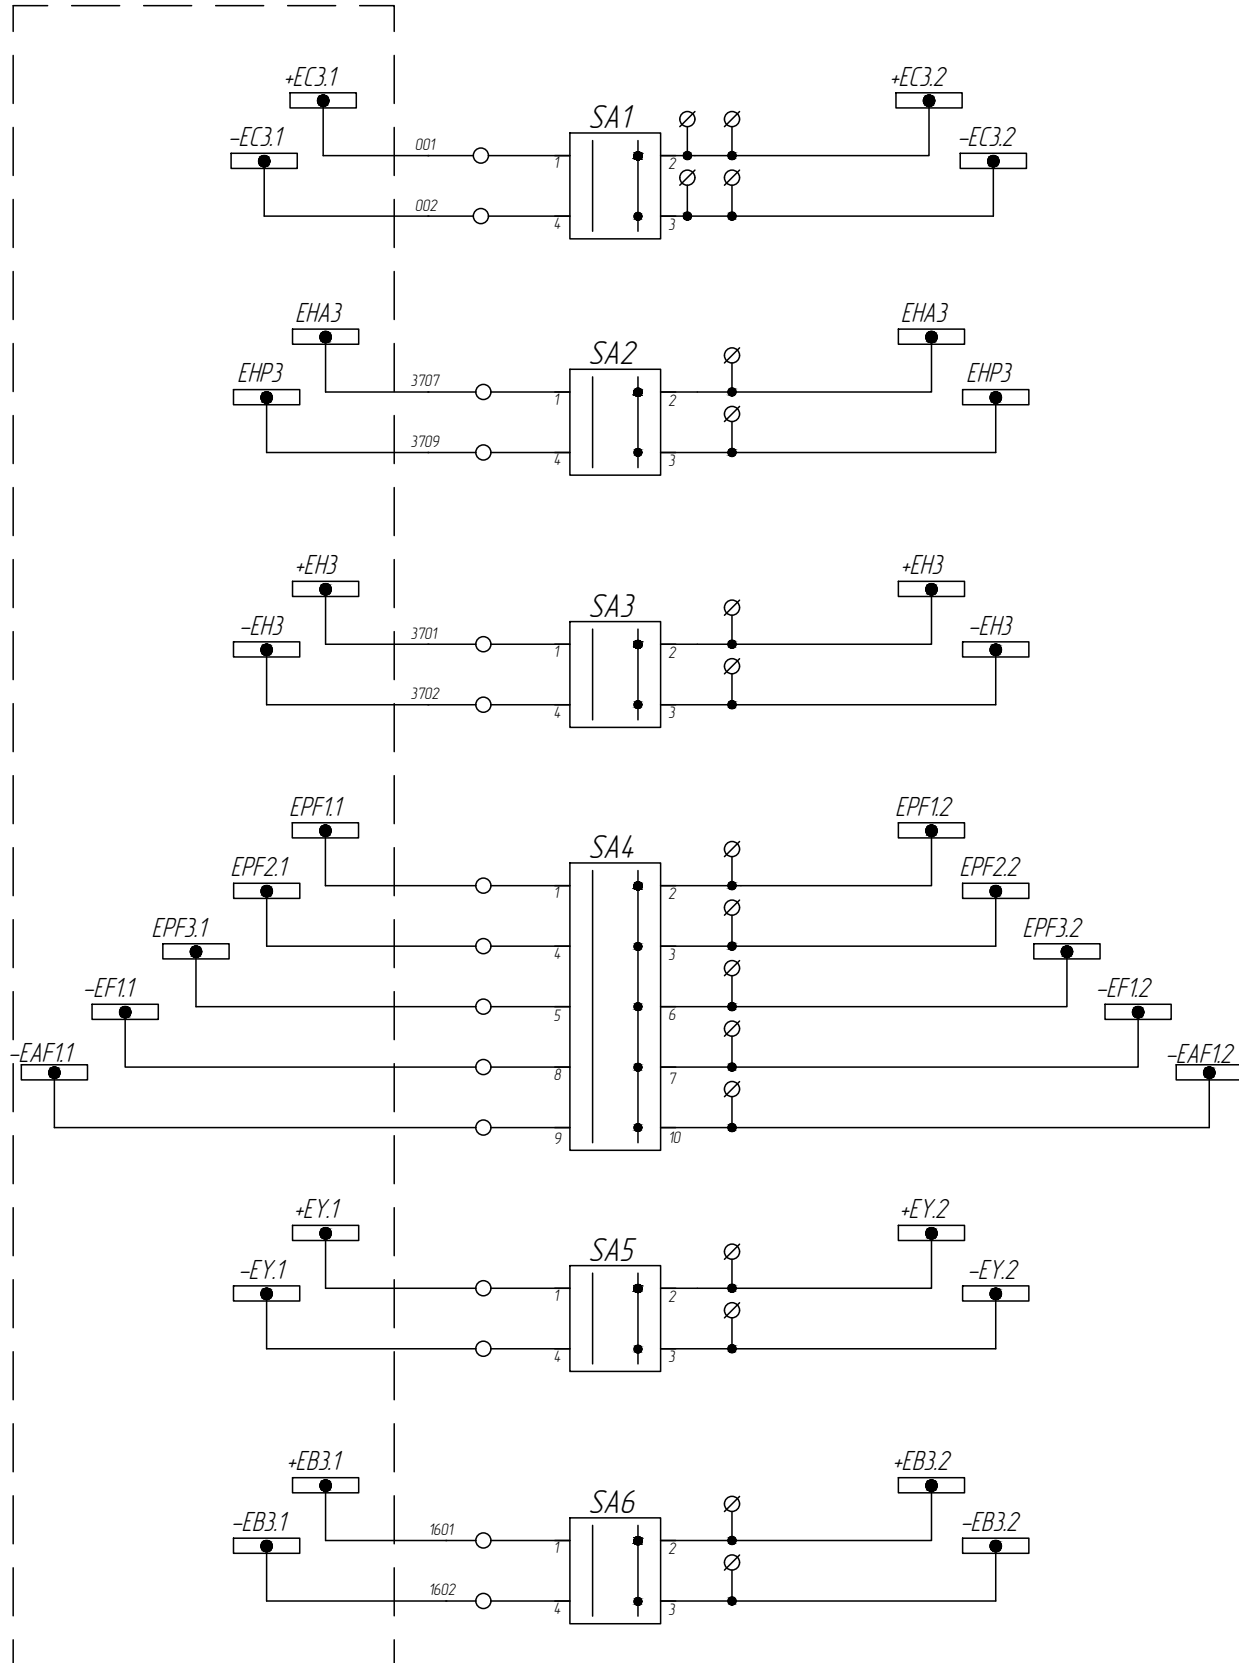 +EC3.1
+EC3.2
-EC3.1
001
SA1
-EC3.2
1
2
002
4
3
EHA3
EHA3
EHP3
3707
SA2
EHP3
1
2
3709
4
3
+EH3
+EH3
-EH3
3701
SA3
-EH3
1
2
3702
4
3
EPF1.1
EPF1.2
EPF2.1
SA4
EPF2.2
1
2
EPF3.1
EPF3.2
4
3
-EF1.1
-EF1.2
5
6
-EAF1.1
-EAF1.2
8
7
9
10
+EY.1
+EY.2
-EY.1
SA5
-EY.2
1
2
4
3
+EB3.1
+EB3.2
-EB3.1
1601
SA6
-EB3.2
1
2
1602
4
3